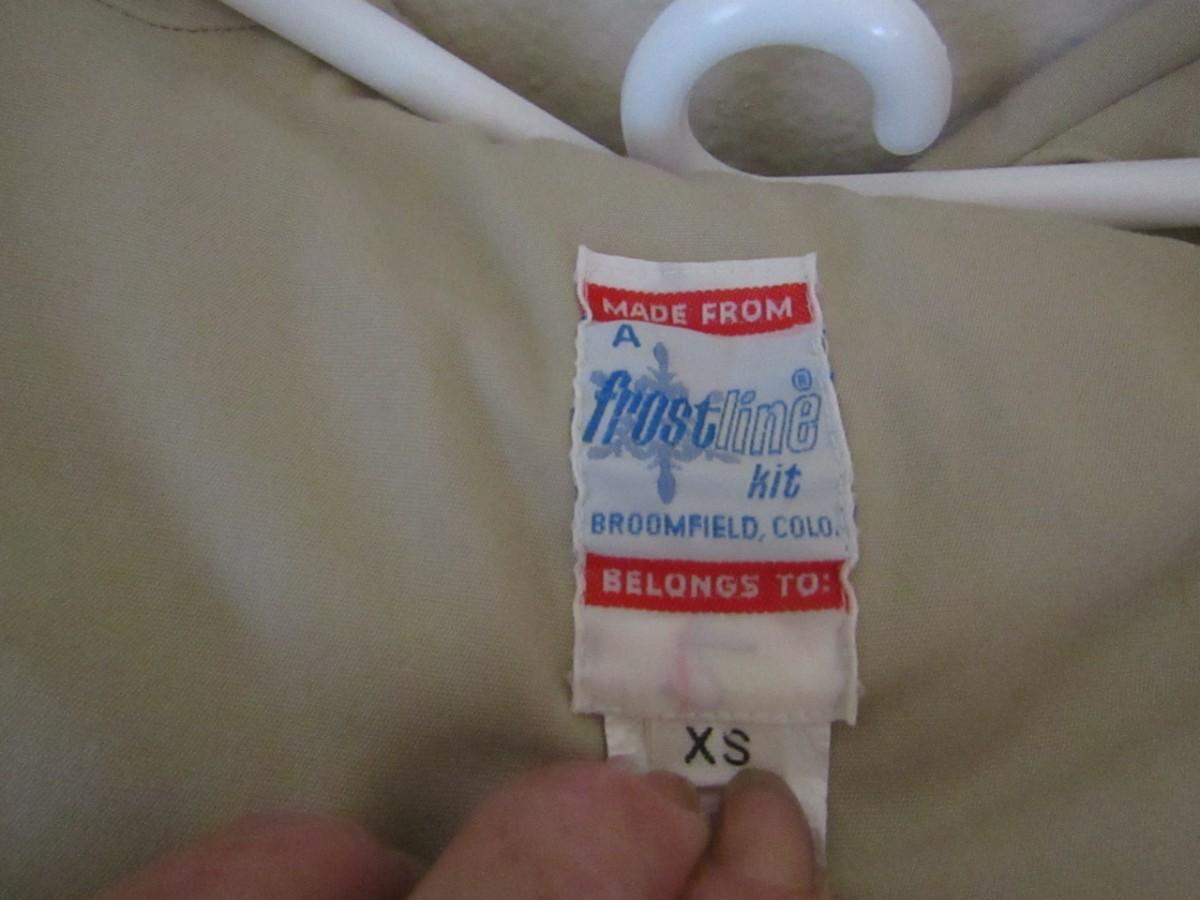 MADE FROM
A
frostline®
kit
BROOMFIELD, COLO.
BELONGS TO:
XS